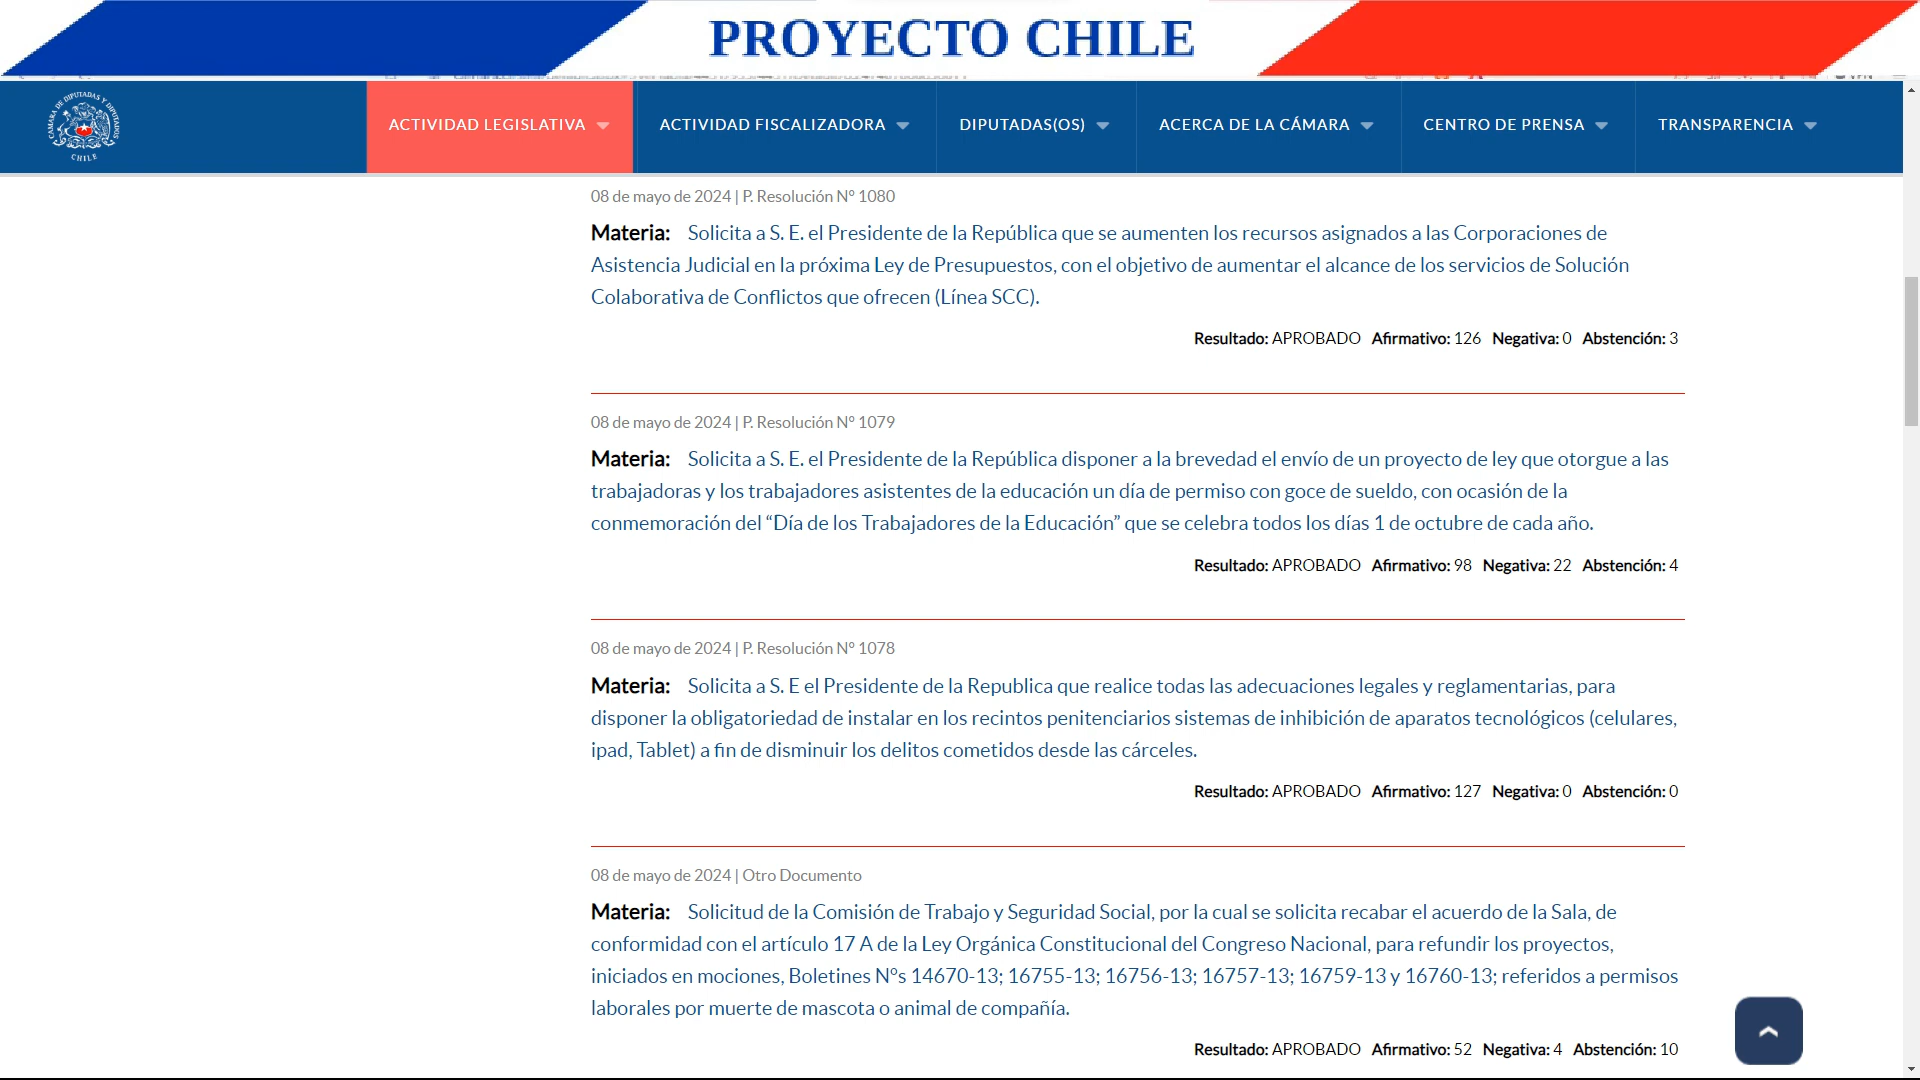 PROYECTO CHILE
CÁMARA DE DIPUTADAS Y DIPUTADOS
CHILE
ACTIVIDAD LEGISLATIVA
ACTIVIDAD FISCALIZADORA
DIPUTADAS(OS)
ACERCA DE LA CÁMARA
CENTRO DE PRENSA
TRANSPARENCIA
08 de mayo de 2024 | P. Resolución Nº 1080
Materia: Solicita a S. E. el Presidente de la República que se aumenten los recursos asignados a las Corporaciones de
Asistencia Judicial en la próxima Ley de Presupuestos, con el objetivo de aumentar el alcance de los servicios de Solución
Colaborativa de Conflictos que ofrecen (Línea SCC).
Resultado: APROBADO Afirmativo: 126 Negativa: 0 Abstención: 3
08 de mayo de 2024 | P. Resolución Nº 1079
Materia: Solicita a S. E. el Presidente de la República disponer a la brevedad el envío de un proyecto de ley que otorgue a las
trabajadoras y los trabajadores asistentes de la educación un día de permiso con goce de sueldo, con ocasión de la
conmemoración del “Día de los Trabajadores de la Educación” que se celebra todos los días 1 de octubre de cada año.
Resultado: APROBADO Afirmativo: 98 Negativa: 22 Abstención: 4
08 de mayo de 2024 | P. Resolución Nº 1078
Materia: Solicita a S. E el Presidente de la Republica que realice todas las adecuaciones legales y reglamentarias, para
disponer la obligatoriedad de instalar en los recintos penitenciarios sistemas de inhibición de aparatos tecnológicos (celulares,
ipad, Tablet) a fin de disminuir los delitos cometidos desde las cárceles.
Resultado: APROBADO Afirmativo: 127 Negativa: 0 Abstención: 0
08 de mayo de 2024 | Otro Documento
Materia: Solicitud de la Comisión de Trabajo y Seguridad Social, por la cual se solicita recabar el acuerdo de la Sala, de
conformidad con el artículo 17 A de la Ley Orgánica Constitucional del Congreso Nacional, para refundir los proyectos,
iniciados en mociones, Boletines Nºs 14670-13; 16755-13; 16756-13; 16757-13; 16759-13 y 16760-13; referidos a permisos
laborales por muerte de mascota o animal de compañía.
Resultado: APROBADO Afirmativo: 52 Negativa: 4 Abstención: 10